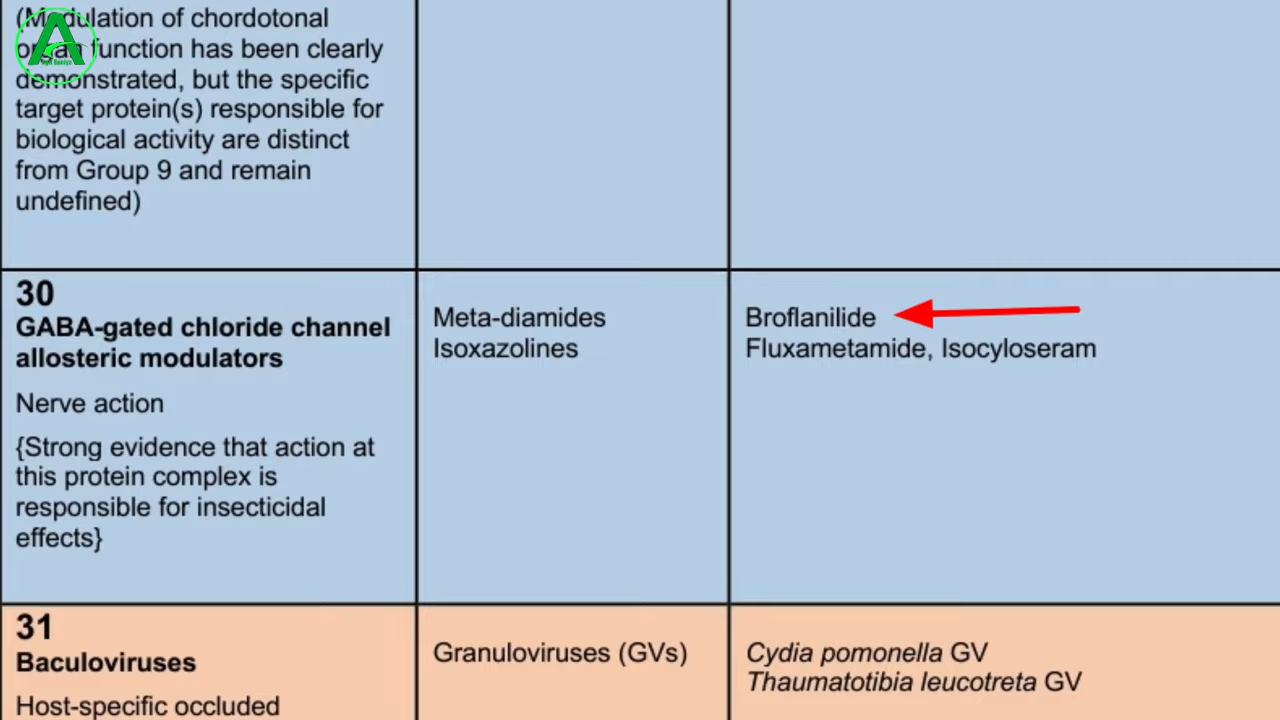 (Modulation of chordotonal
organ function has been clearly
demonstrated, but the specific
target protein(s) responsible for
biological activity are distinct
from Group 9 and remain
undefined)
30
GABA-gated chloride channel
allosteric modulators
Nerve action
{Strong evidence that action at
this protein complex is
responsible for insecticidal
effects}
Meta-diamides
Isoxazolines
Broflanilide
Fluxametamide, Isocyloseram
31
Baculoviruses
Host-specific occluded
Granuloviruses (GVs)
Cydia pomonella GV
Thaumatotibia leucotreta GV